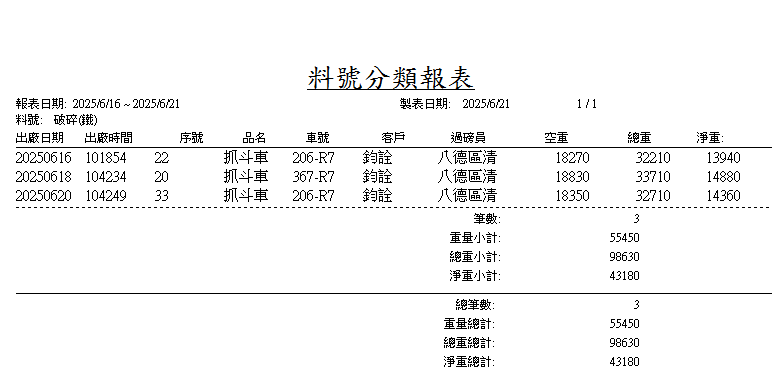 料號分類報表
報表日期: 2025/6/16 ~ 2025/6/21 製表日期: 2025/6/21 1 / 1
料號: 破碎(鐵)
出廠日期 出廠時間 序號 品名 車號 客戶 過磅員 空重 總重 淨重:
20250616 101854 22 抓斗車 206-R7 鈞詮 八德區清 18270 32210 13940
20250618 104234 20 抓斗車 367-R7 鈞詮 八德區清 18830 33710 14880
20250620 104249 33 抓斗車 206-R7 鈞詮 八德區清 18350 32710 14360
筆數: 3
重量小計: 55450
總重小計: 98630
淨重小計: 43180
總筆數: 3
重量總計: 55450
總重總計: 98630
淨重總計: 43180